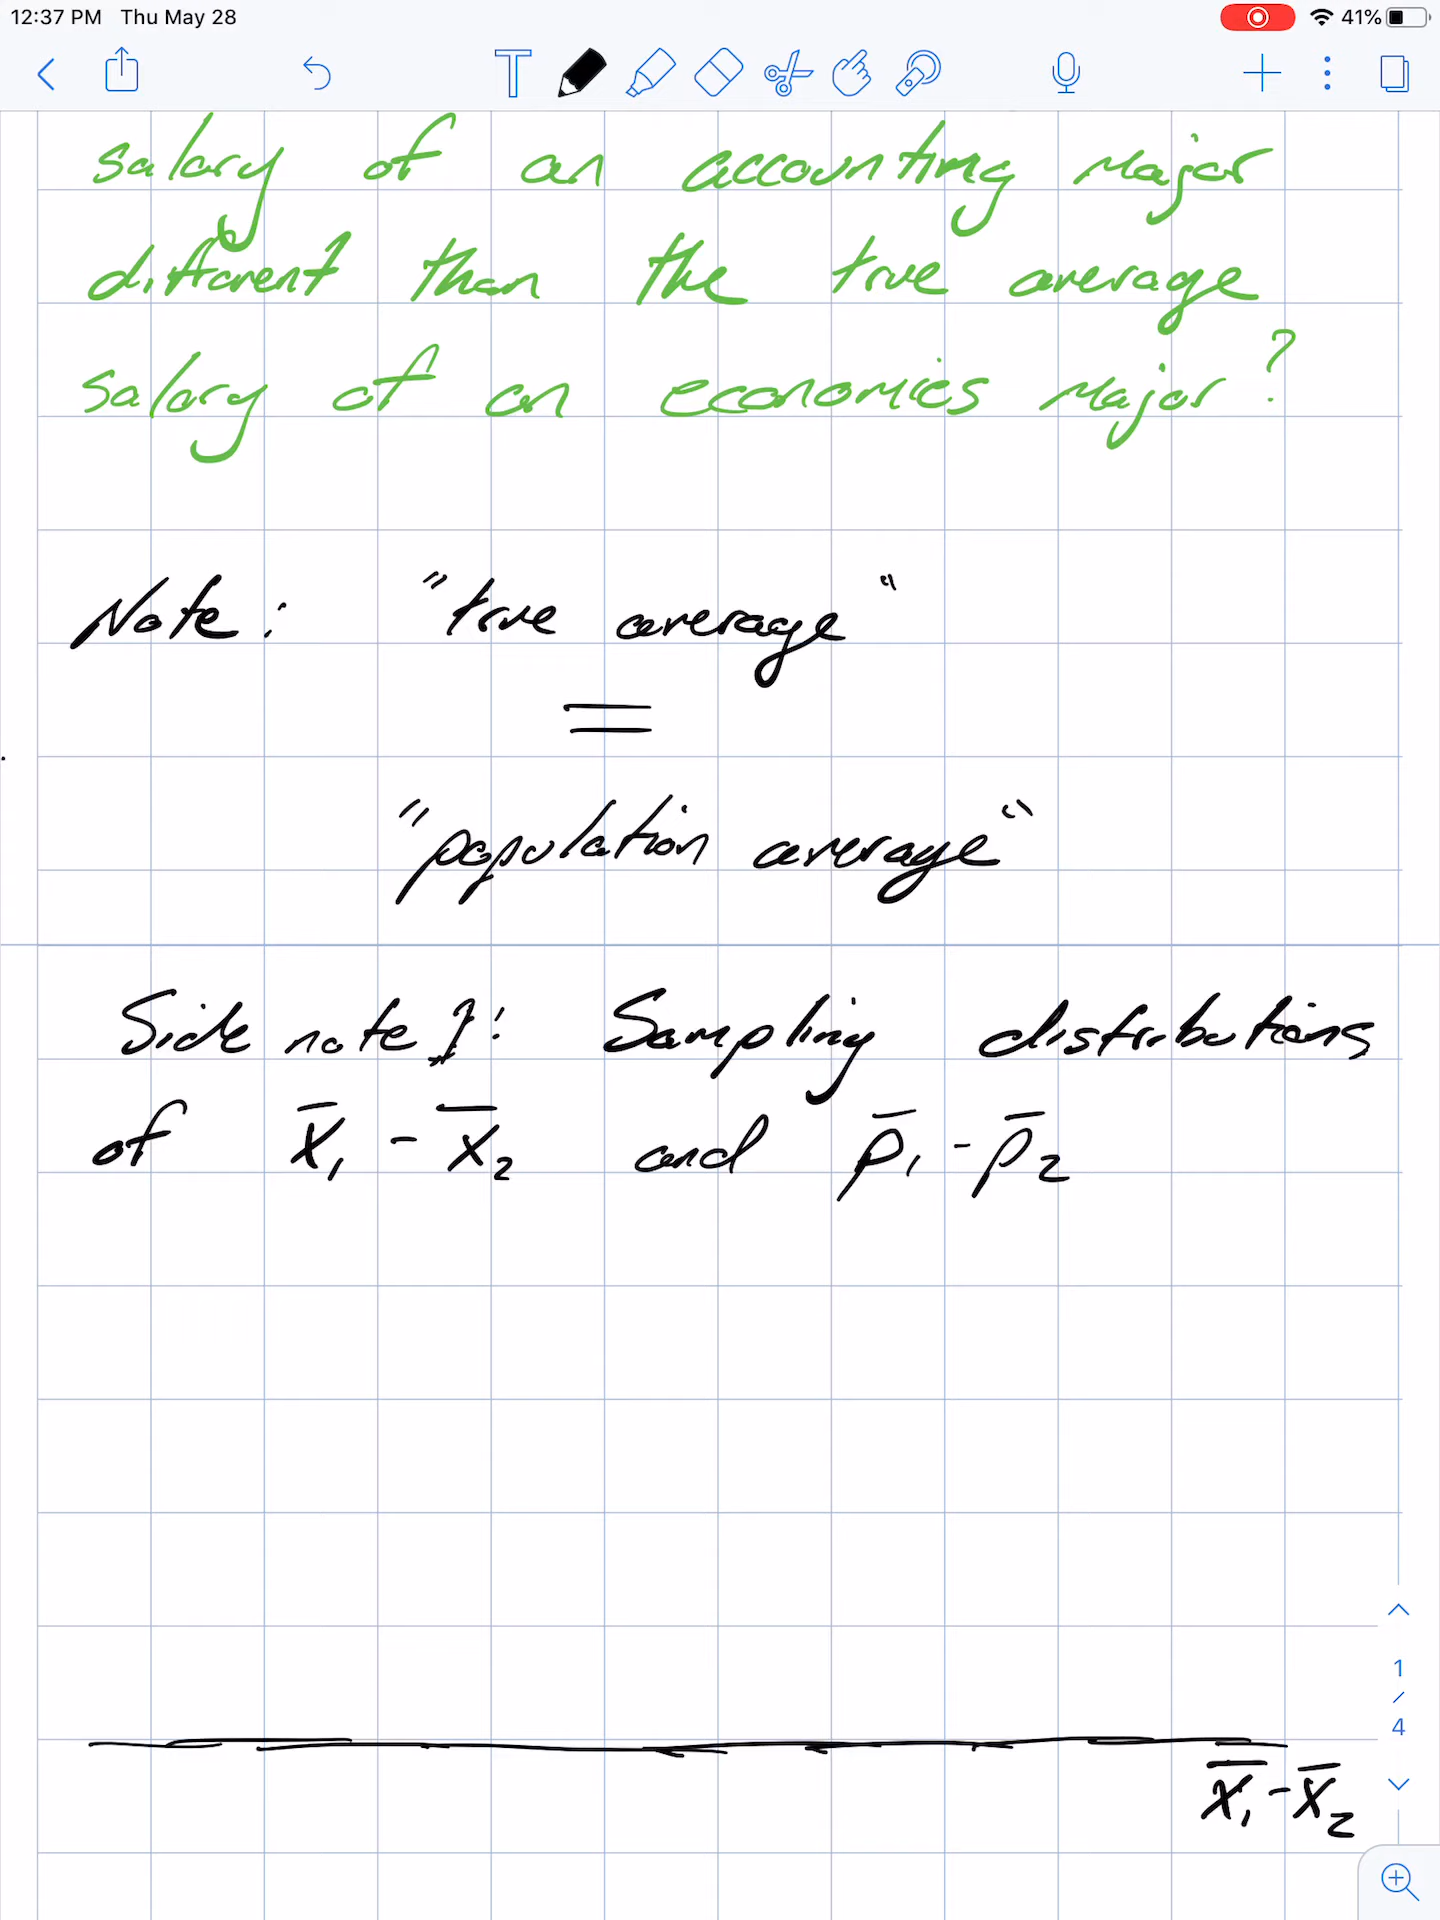 12:37 PM Thu May 28
41%
salary of an accounting major
different than the true average
salary of an economics major?
Note: "true average"
=
"population average"
Side note 1: Sampling distributions
of x̄₁ - x̄₂ and p̄₁ - p̄₂
1
/
4
x̄₁ - x̄₂